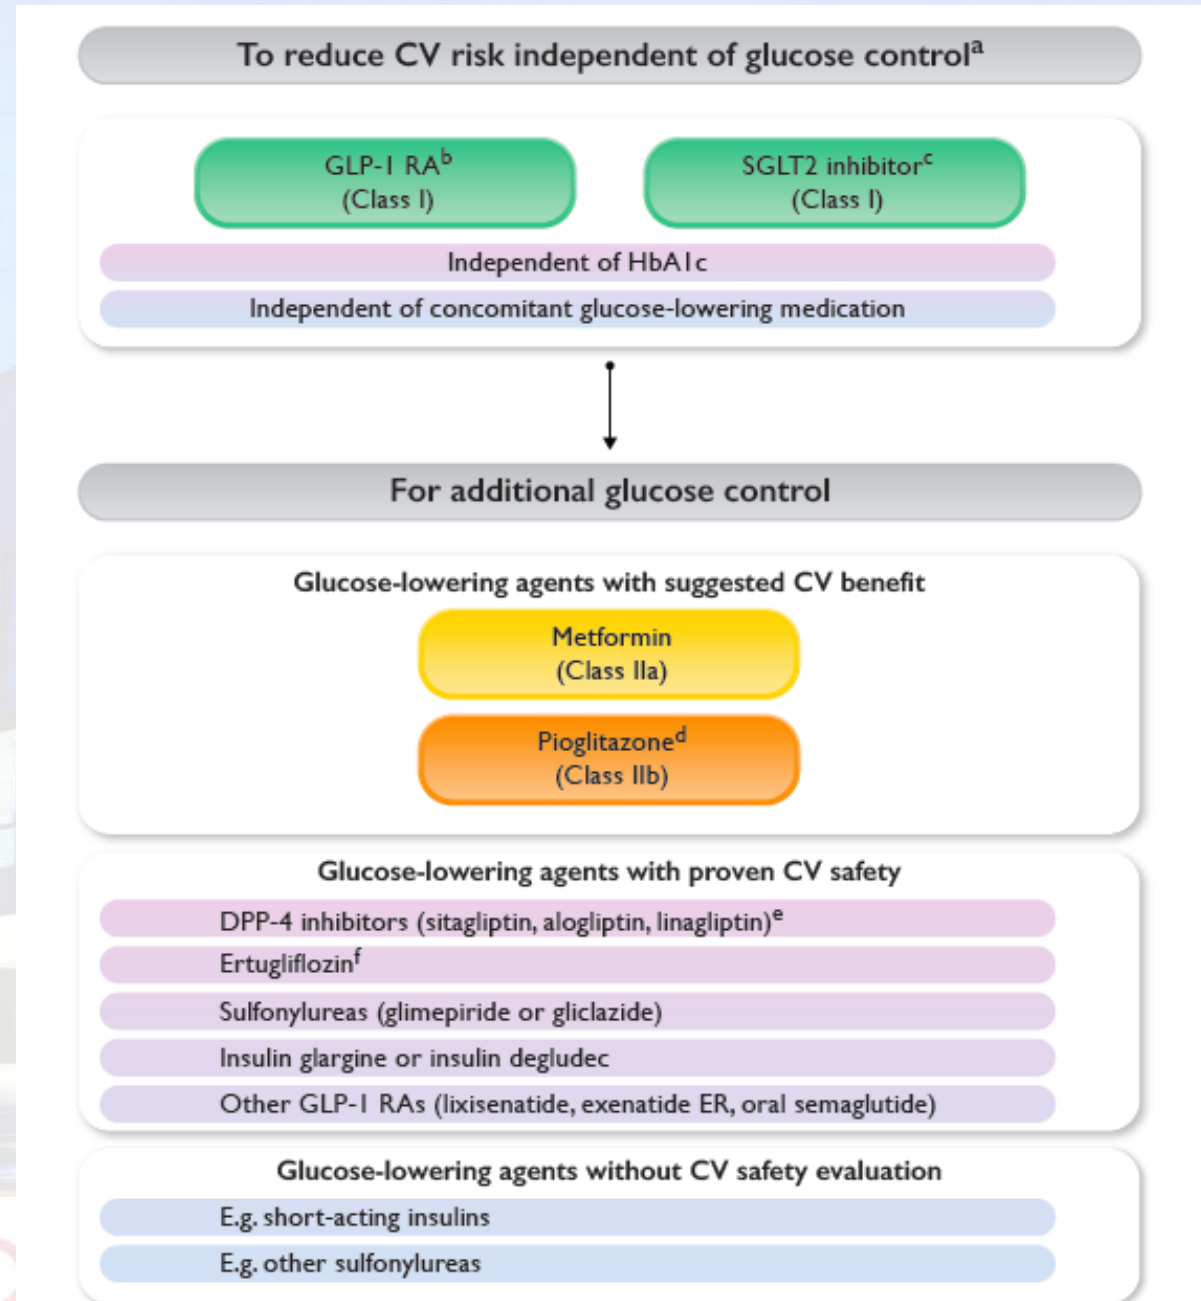 To reduce CV risk independent of glucose controlᵃ
GLP-1 RAᵇ
(Class I)
SGLT2 inhibitorᶜ
(Class I)
Independent of HbA1c
Independent of concomitant glucose-lowering medication
For additional glucose control
Glucose-lowering agents with suggested CV benefit
Metformin
(Class IIa)
Pioglitazoneᵈ
(Class IIb)
Glucose-lowering agents with proven CV safety
DPP-4 inhibitors (sitagliptin, alogliptin, linagliptin)ᵉ
Ertugliflozinᶠ
Sulfonylureas (glimepiride or gliclazide)
Insulin glargine or insulin degludec
Other GLP-1 RAs (lixisenatide, exenatide ER, oral semaglutide)
Glucose-lowering agents without CV safety evaluation
E.g. short-acting insulins
E.g. other sulfonylureas